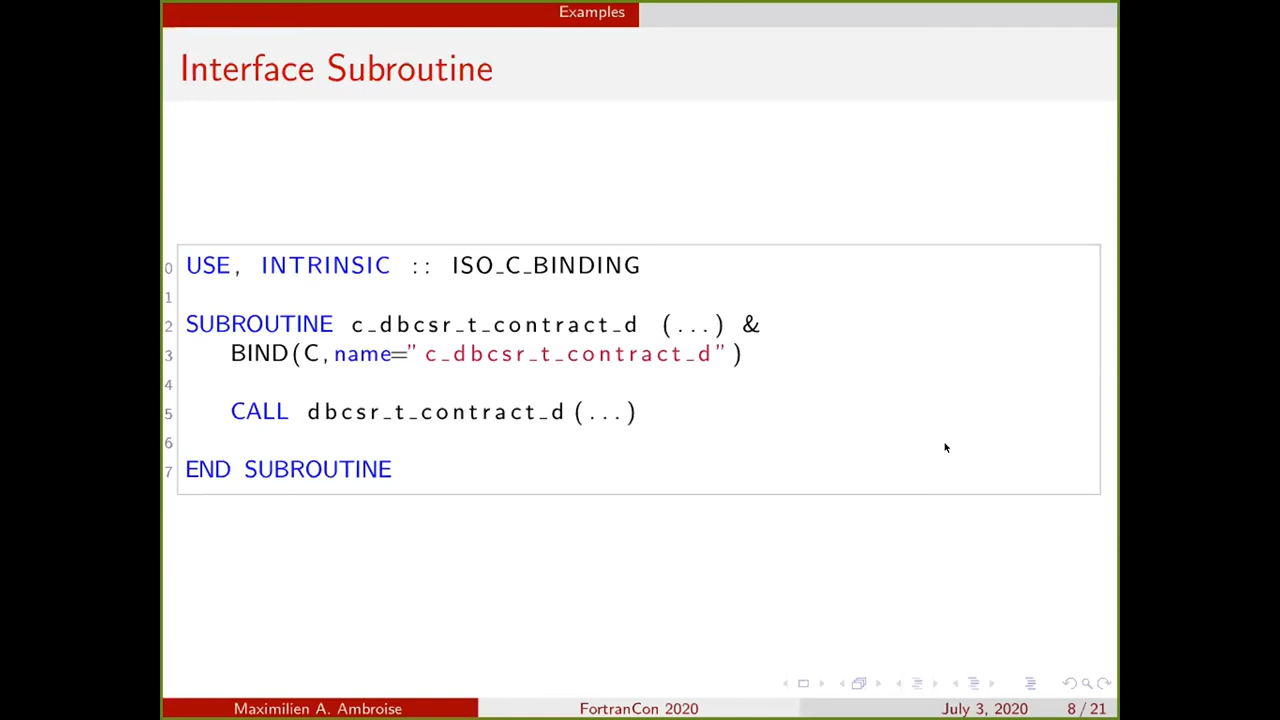 Examples
Interface Subroutine
0 USE, INTRINSIC :: ISO_C_BINDING
1
2 SUBROUTINE c_dbcsr_t_contract_d (...) &
3 BIND(C,name="c_dbcsr_t_contract_d")
4
5 CALL dbcsr_t_contract_d(...)
6
7 END SUBROUTINE
Maximilien A. Ambroise FortranCon 2020 July 3, 2020 8 / 21